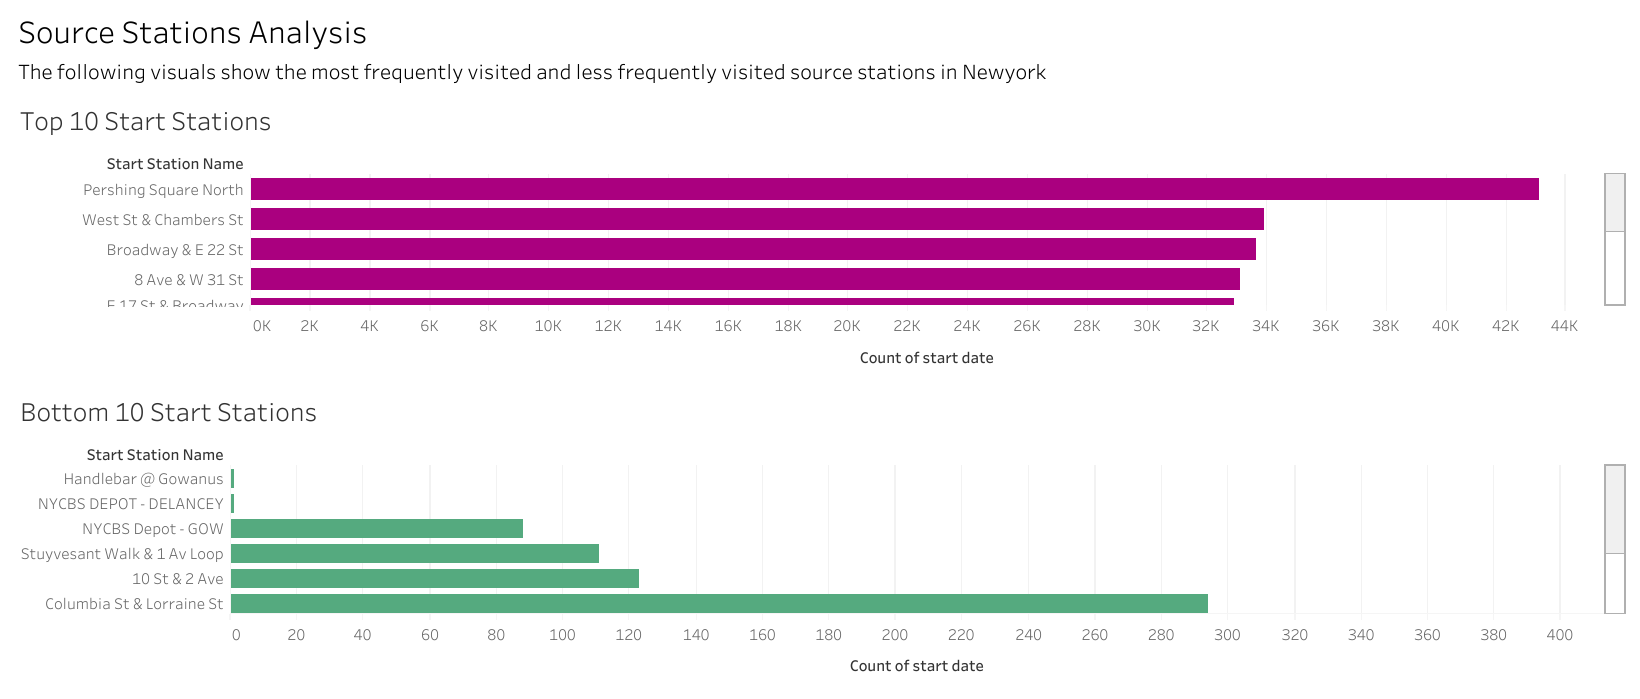 Source Stations Analysis
The following visuals show the most frequently visited and less frequently visited source stations in Newyork
Top 10 Start Stations
Start Station Name
Pershing Square North
West St & Chambers St
Broadway & E 22 St
8 Ave & W 31 St
E 17 St & Broadway
0K 2K 4K 6K 8K 10K 12K 14K 16K 18K 20K 22K 24K 26K 28K 30K 32K 34K 36K 38K 40K 42K 44K
Count of start date
Bottom 10 Start Stations
Start Station Name
Handlebar @ Gowanus
NYCBS DEPOT - DELANCEY
NYCBS Depot - GOW
Stuyvesant Walk & 1 Av Loop
10 St & 2 Ave
Columbia St & Lorraine St
0 20 40 60 80 100 120 140 160 180 200 220 240 260 280 300 320 340 360 380 400
Count of start date